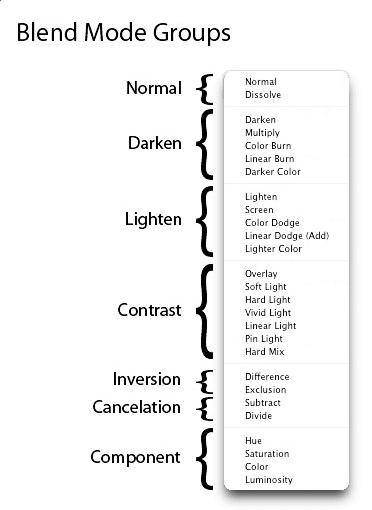 Blend Mode Groups
Normal
Normal
Dissolve
Darken
Darken
Multiply
Color Burn
Linear Burn
Darker Color
Lighten
Lighten
Screen
Color Dodge
Linear Dodge (Add)
Lighter Color
Contrast
Overlay
Soft Light
Hard Light
Vivid Light
Linear Light
Pin Light
Hard Mix
Inversion
Difference
Exclusion
Cancelation
Subtract
Divide
Component
Hue
Saturation
Color
Luminosity